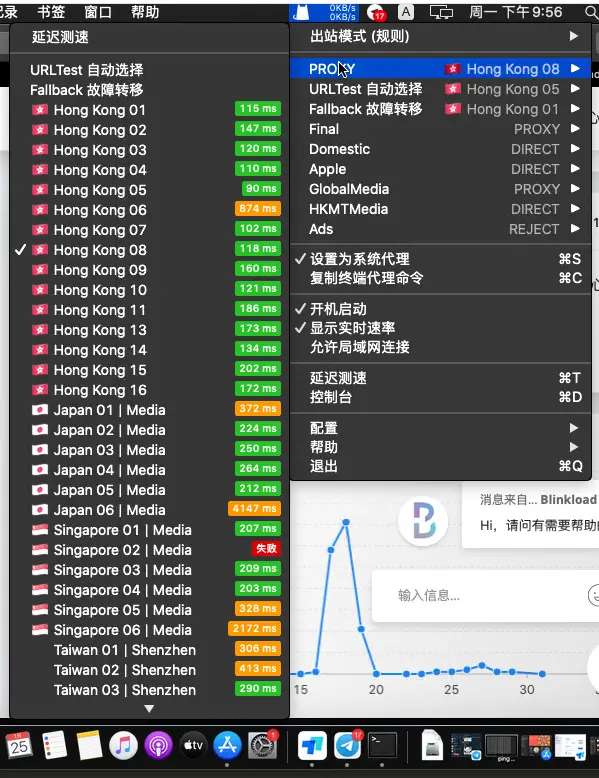 记录 书签 窗口 帮助
0KB/s
0KB/s
17
A
周一 下午9:56
延迟测速
URLTest 自动选择
Fallback 故障转移
Hong Kong 01 115 ms
Hong Kong 02 147 ms
Hong Kong 03 120 ms
Hong Kong 04 110 ms
Hong Kong 05 90 ms
Hong Kong 06 874 ms
Hong Kong 07 102 ms
✓ Hong Kong 08 118 ms
Hong Kong 09 160 ms
Hong Kong 10 121 ms
Hong Kong 11 186 ms
Hong Kong 13 173 ms
Hong Kong 14 134 ms
Hong Kong 15 202 ms
Hong Kong 16 172 ms
Japan 01 | Media 372 ms
Japan 02 | Media 224 ms
Japan 03 | Media 250 ms
Japan 04 | Media 264 ms
Japan 05 | Media 212 ms
Japan 06 | Media 4147 ms
Singapore 01 | Media 207 ms
Singapore 02 | Media 失败
Singapore 03 | Media 209 ms
Singapore 04 | Media 203 ms
Singapore 05 | Media 328 ms
Singapore 06 | Media 2172 ms
Taiwan 01 | Shenzhen 306 ms
Taiwan 02 | Shenzhen 413 ms
Taiwan 03 | Shenzhen 290 ms
出站模式 (规则)
PROXY Hong Kong 08
URLTest 自动选择 Hong Kong 05
Fallback 故障转移 Hong Kong 01
Final PROXY
Domestic DIRECT
Apple DIRECT
GlobalMedia PROXY
HKMTMedia DIRECT
Ads REJECT
✓ 设置为系统代理 ⌘S
复制终端代理命令 ⌘C
✓ 开机启动
✓ 显示实时速率
允许局域网连接
延迟测速 ⌘T
控制台 ⌘D
配置
帮助
退出 ⌘Q
消息来自... Blinkload
Hi，请问有需要帮助的
输入信息...
15 20 25 30
25
tv
1
17
ping